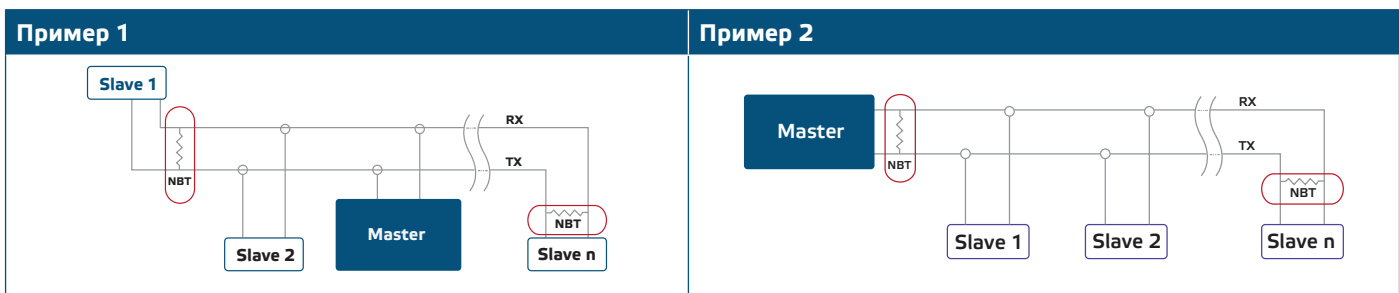 Пример 1
Slave 1
RX
TX
NBT
NBT
Master
Slave 2
Slave n
Пример 2
Master
RX
TX
NBT
NBT
Slave 1
Slave 2
Slave n